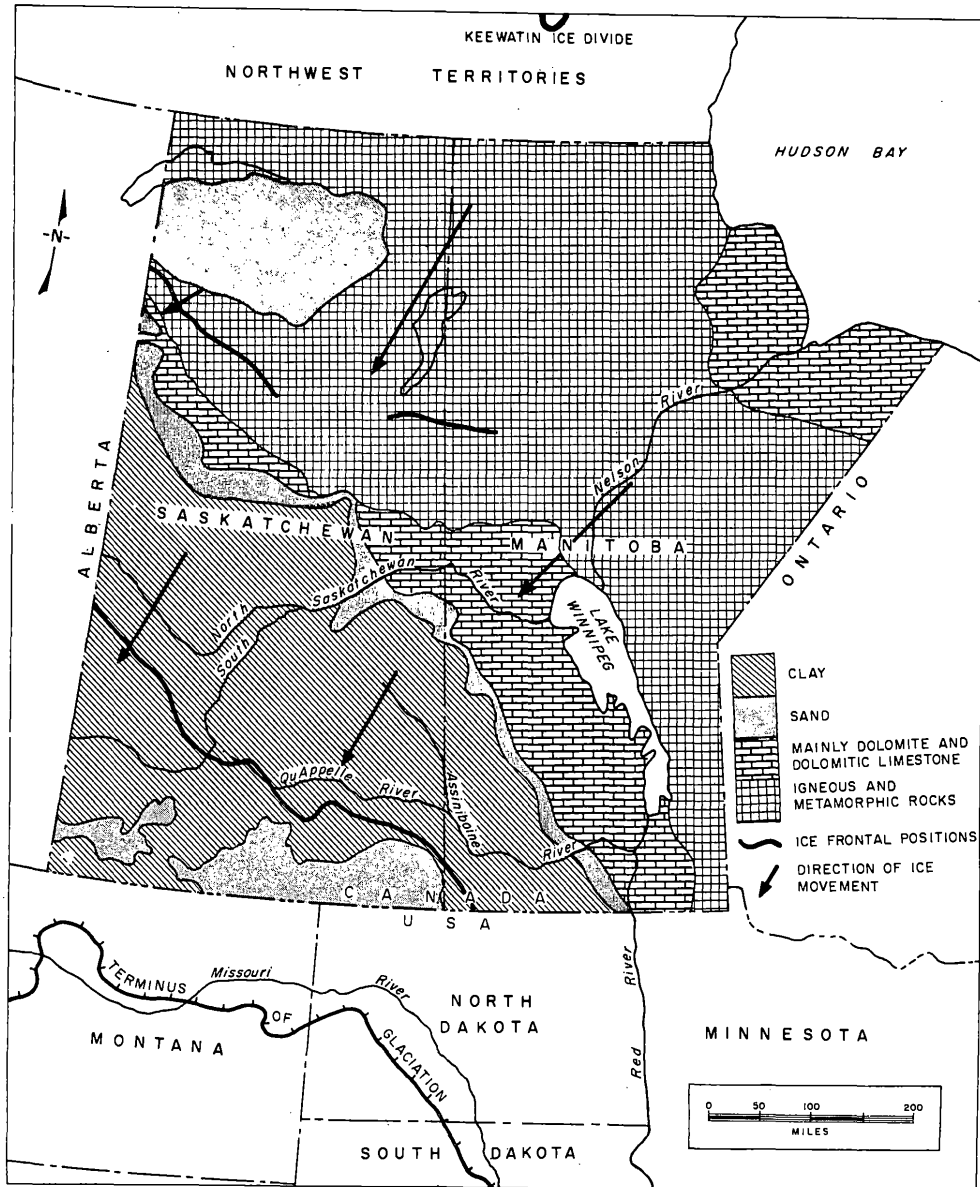 KEEWATIN ICE DIVIDE
NORTHWEST TERRITORIES
HUDSON BAY
-N-
River
Nelson
ALBERTA
SASKATCHEWAN
MANITOBA
ONTARIO
North
Saskatchewan
River
South
LAKE
WINNIPEG
Qu'Appelle
River
Assiniboine
River
CANADA
USA
CLAY
SAND
MAINLY DOLOMITE AND
DOLOMITIC LIMESTONE
IGNEOUS AND
METAMORPHIC ROCKS
ICE FRONTAL POSITIONS
DIRECTION OF ICE
MOVEMENT
TERMINUS OF GLACIATION
Missouri River
MONTANA
NORTH
DAKOTA
Red River
MINNESOTA
SOUTH DAKOTA
0 50 100 200
MILES